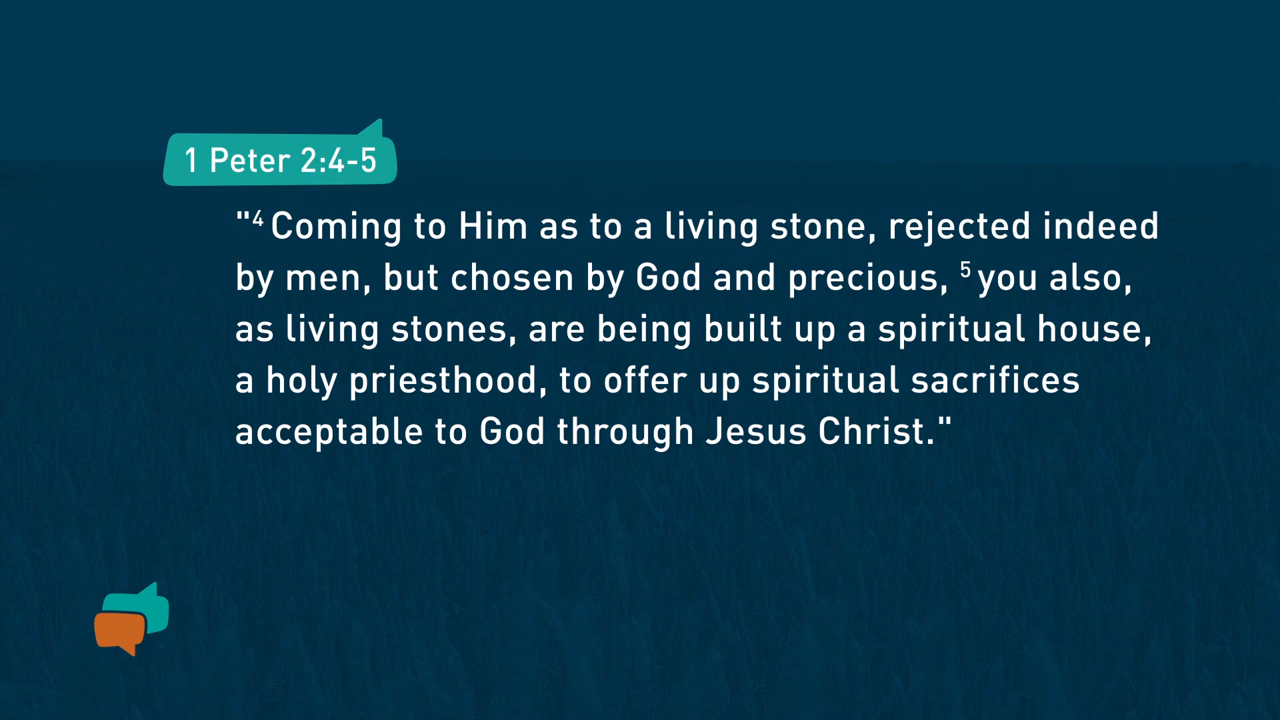 1 Peter 2:4-5
"⁴ Coming to Him as to a living stone, rejected indeed
by men, but chosen by God and precious, ⁵ you also,
as living stones, are being built up a spiritual house,
a holy priesthood, to offer up spiritual sacrifices
acceptable to God through Jesus Christ."